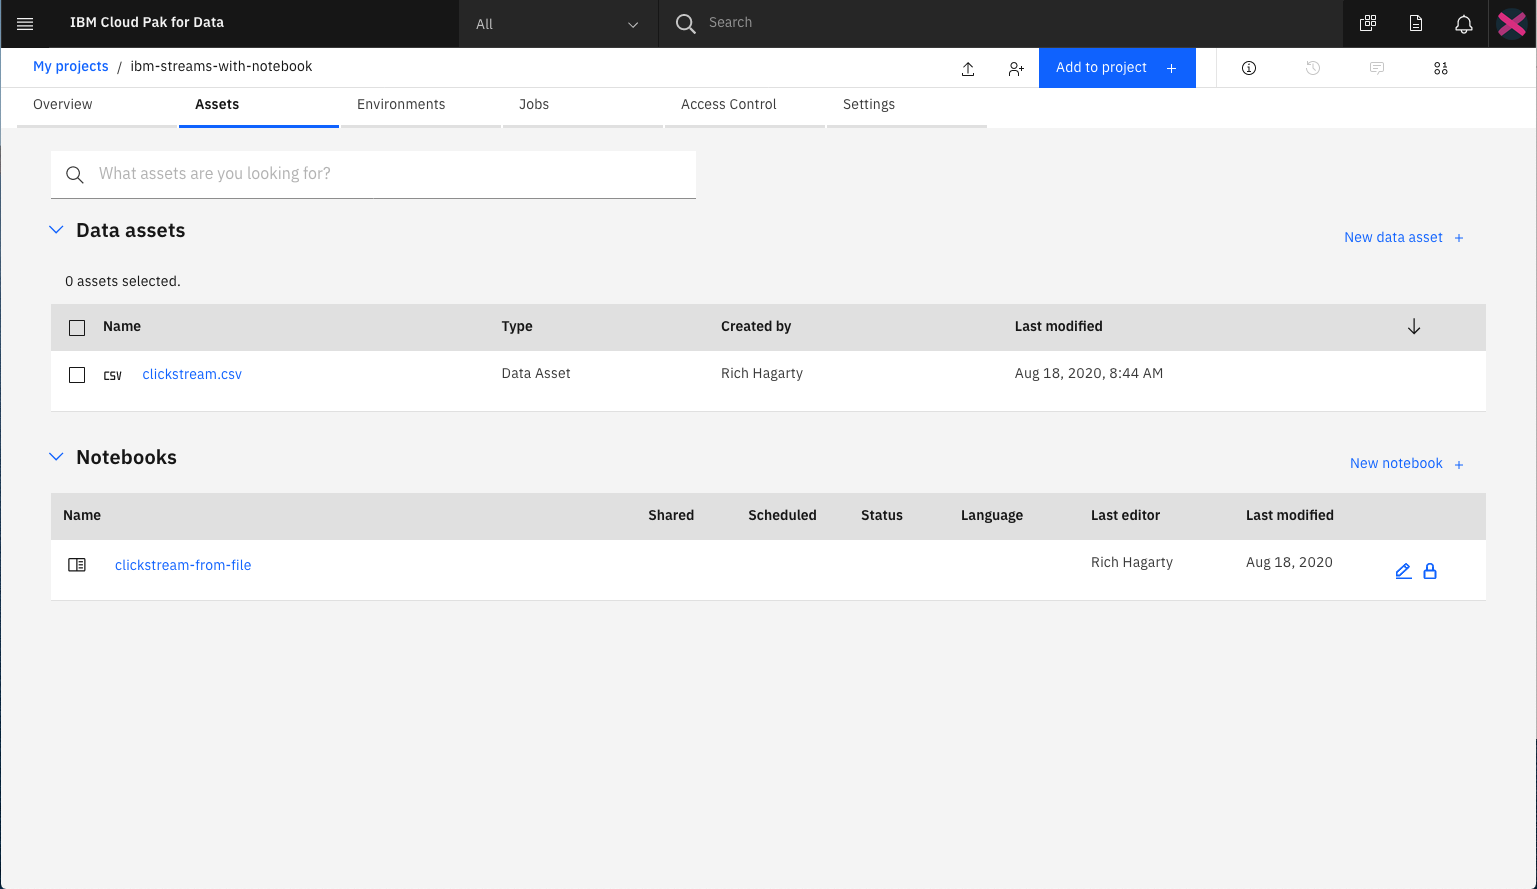 IBM Cloud Pak for Data
All
Search
My projects / ibm-streams-with-notebook
Add to project +
Overview
Assets
Environments
Jobs
Access Control
Settings
What assets are you looking for?
Data assets
New data asset +
0 assets selected.
Name Type Created by Last modified
CSV clickstream.csv Data Asset Rich Hagarty Aug 18, 2020, 8:44 AM
Notebooks
New notebook +
Name Shared Scheduled Status Language Last editor Last modified
clickstream-from-file Rich Hagarty Aug 18, 2020